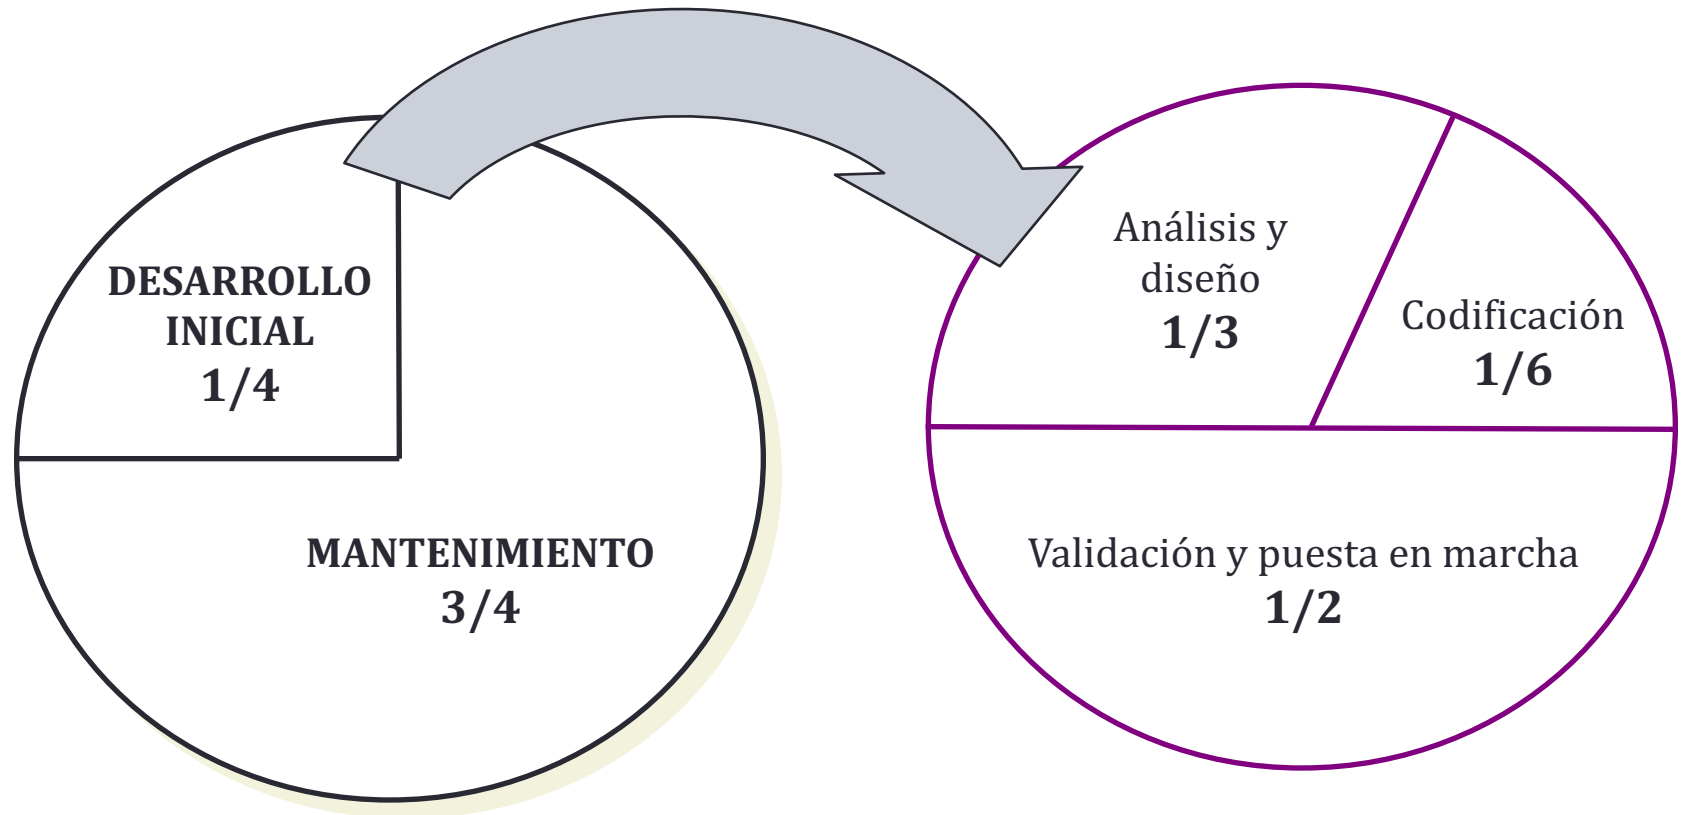 DESARROLLO
INICIAL
1/4
MANTENIMIENTO
3/4
Análisis y
diseño
1/3
Codificación
1/6
Validación y puesta en marcha
1/2